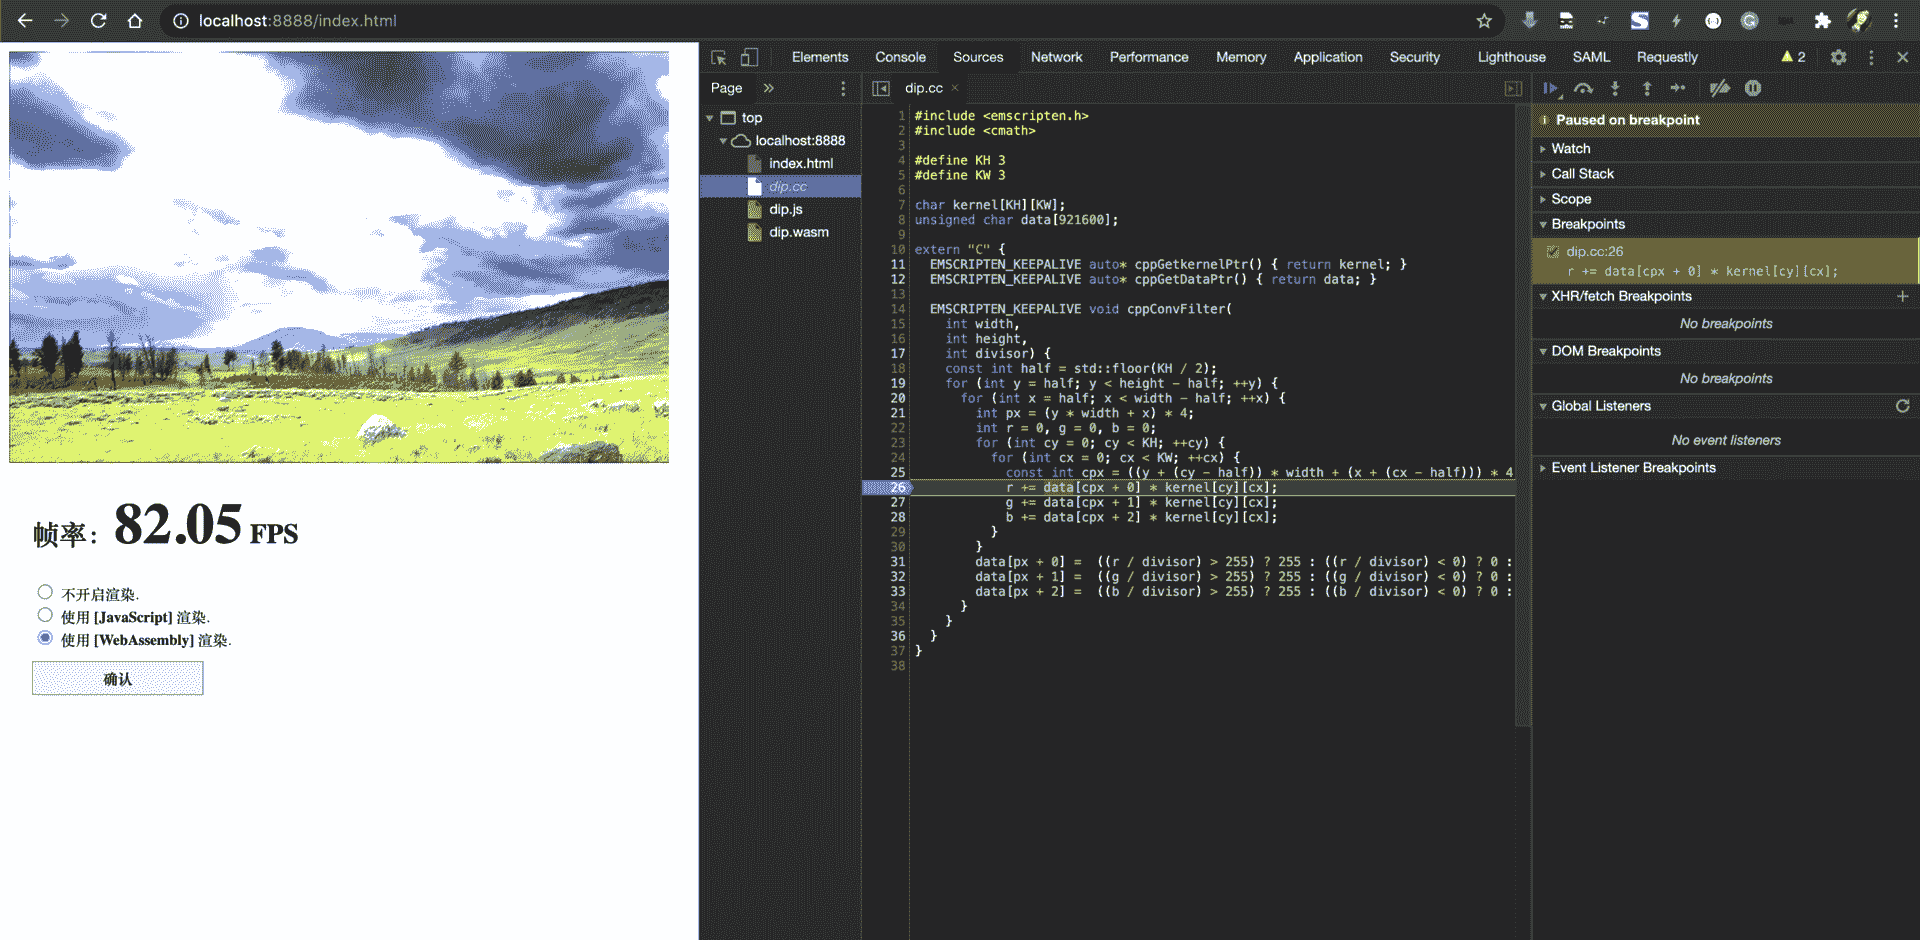 localhost:8888/index.html
Elements Console Sources Network Performance Memory Application Security Lighthouse SAML Requestly 2
Page
dip.cc
top
localhost:8888
index.html
dip.cc
dip.js
dip.wasm
1 #include <emscripten.h>
2 #include <cmath>
3
4 #define KH 3
5 #define KW 3
6
7 char kernel[KH][KW];
8 unsigned char data[921600];
9
10 extern "C" {
11 EMSCRIPTEN_KEEPALIVE auto* cppGetkernelPtr() { return kernel; }
12 EMSCRIPTEN_KEEPALIVE auto* cppGetDataPtr() { return data; }
13
14 EMSCRIPTEN_KEEPALIVE void cppConvFilter(
15 int width,
16 int height,
17 int divisor) {
18 const int half = std::floor(KH / 2);
19 for (int y = half; y < height - half; ++y) {
20 for (int x = half; x < width - half; ++x) {
21 int px = (y * width + x) * 4;
22 int r = 0, g = 0, b = 0;
23 for (int cy = 0; cy < KH; ++cy) {
24 for (int cx = 0; cx < KW; ++cx) {
25 const int cpx = ((y + (cy - half)) * width + (x + (cx - half))) * 4
26 r += data[cpx + 0] * kernel[cy][cx];
27 g += data[cpx + 1] * kernel[cy][cx];
28 b += data[cpx + 2] * kernel[cy][cx];
29 }
30 }
31 data[px + 0] = ((r / divisor) > 255) ? 255 : ((r / divisor) < 0) ? 0 :
32 data[px + 1] = ((g / divisor) > 255) ? 255 : ((g / divisor) < 0) ? 0 :
33 data[px + 2] = ((b / divisor) > 255) ? 255 : ((b / divisor) < 0) ? 0 :
34 }
35 }
36 }
37 }
38
Paused on breakpoint
Watch
Call Stack
Scope
Breakpoints
dip.cc:26
r += data[cpx + 0] * kernel[cy][cx];
XHR/fetch Breakpoints
No breakpoints
DOM Breakpoints
No breakpoints
Global Listeners
No event listeners
Event Listener Breakpoints
帧率：82.05 FPS
不开启渲染.
使用 [JavaScript] 渲染.
使用 [WebAssembly] 渲染.
确认